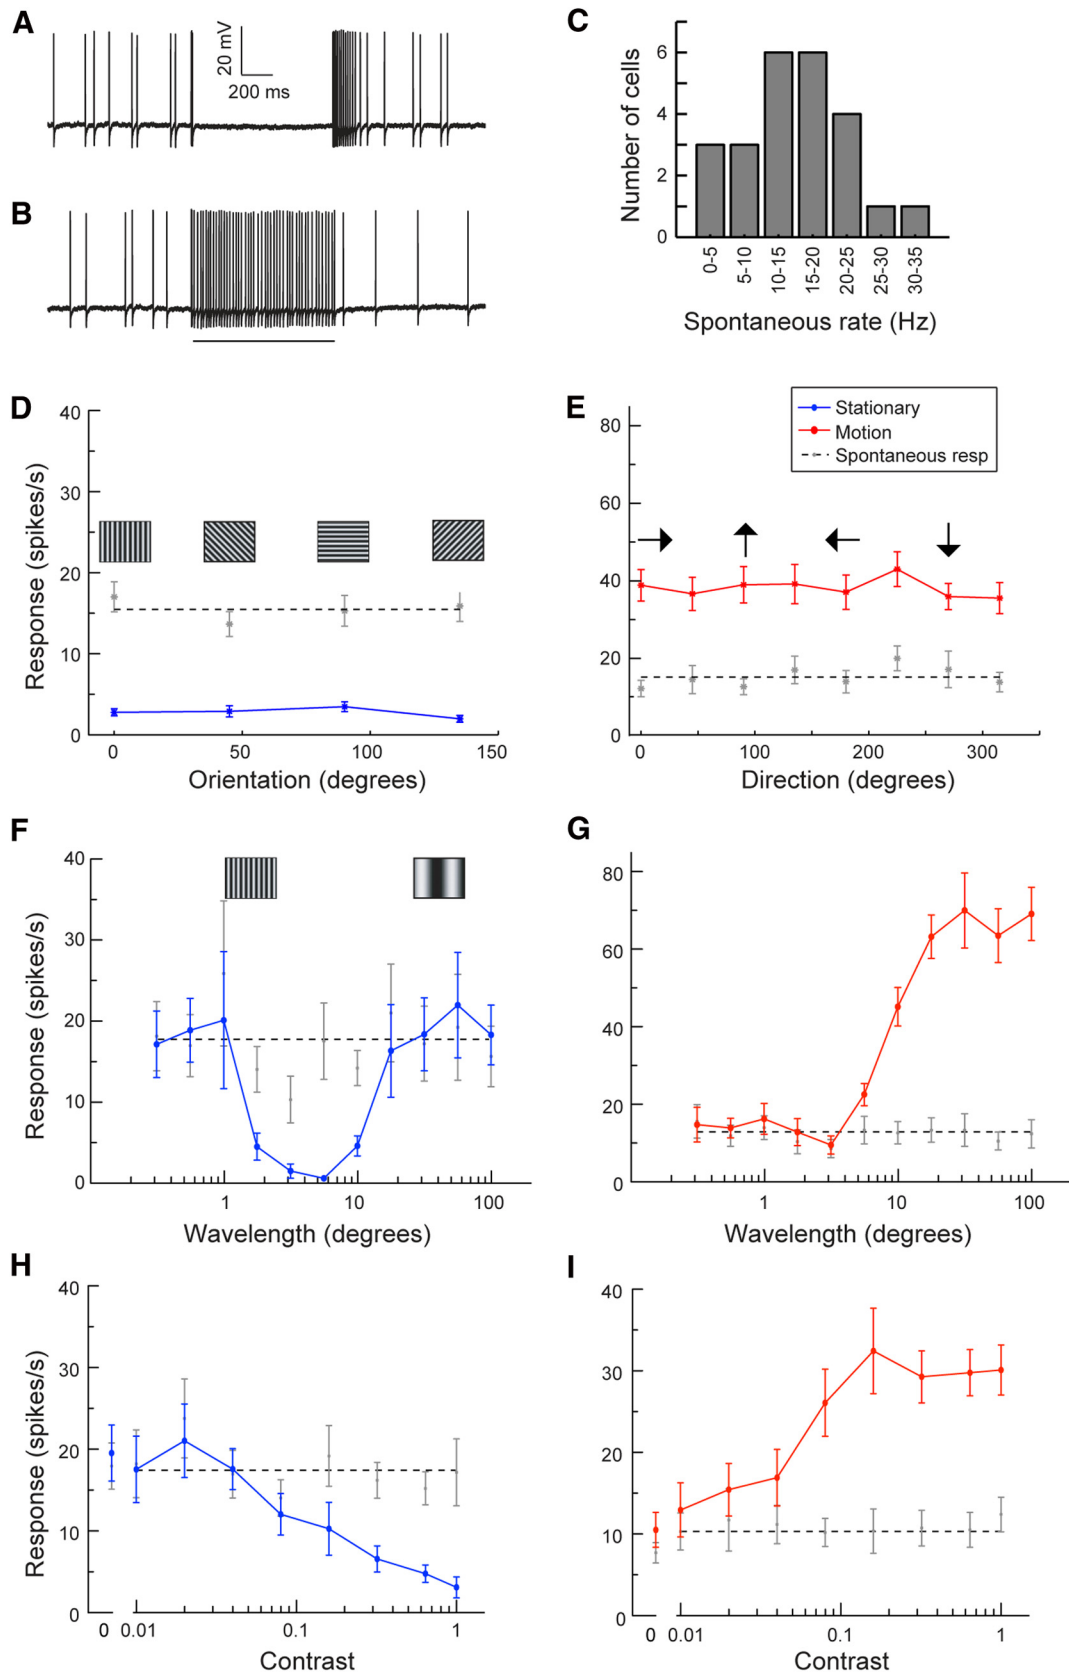 A
20 mV
200 ms
B
C
Number of cells
6
4
2
0
0-5
5-10
10-15
15-20
20-25
25-30
30-35
Spontaneous rate (Hz)
D
Response (spikes/s)
40
30
20
10
0
0
50
100
150
Orientation (degrees)
E
Stationary
Motion
Spontaneous resp
80
60
40
20
0
0
100
200
300
Direction (degrees)
F
Response (spikes/s)
40
30
20
10
0
1
10
100
Wavelength (degrees)
G
80
60
40
20
0
1
10
100
Wavelength (degrees)
H
Response (spikes/s)
40
30
20
10
0
0 0.01
0.1
1
Contrast
I
40
30
20
10
0
0 0.01
0.1
1
Contrast